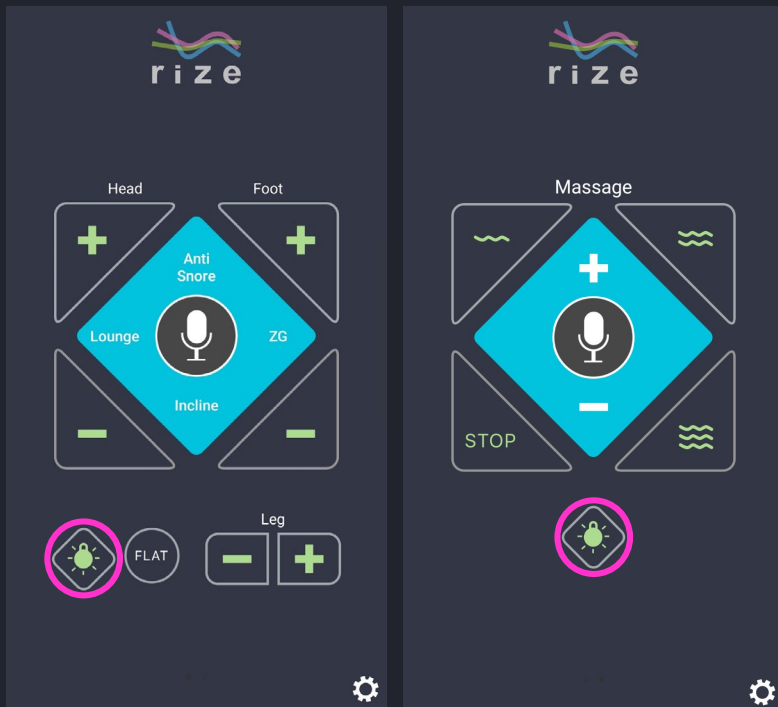 rize
Head
Foot
Anti
Snore
Lounge
ZG
Incline
FLAT
Leg
rize
Massage
STOP